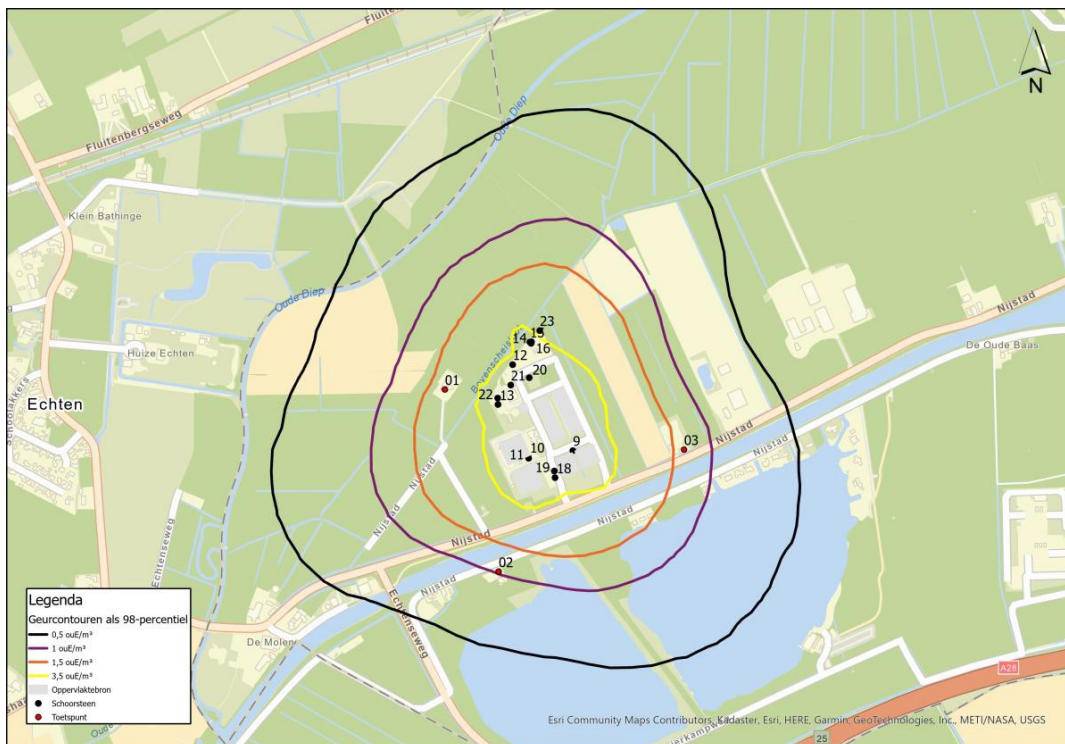 Fluitenbergseweg
N
Oude Diep
Fluitenbergseweg
Klein Bathinge
Oude Diep
Nijstad
Huize Echten
De Oude Baas
23
14
15
16
12
20
21
01
22
13
Echten
Nijstad
03
9
10
11
19
18
Nijstad
Nijstad
Nijstad
Nijstad
02
Echtenseweg
Nijstad
Echtenseweg
De Molen
Legenda
Geurcontouren als 98-percentiel
0,5 ouE/m³
1 ouE/m³
1,5 ouE/m³
3,5 ouE/m³
Oppervlaktebron
Schoorsteen
Toetspunt
A28
25
Esri Community Maps Contributors, Kadaster, Esri, HERE, Garmin, GeoTechnologies, Inc., METI/NASA, USGS